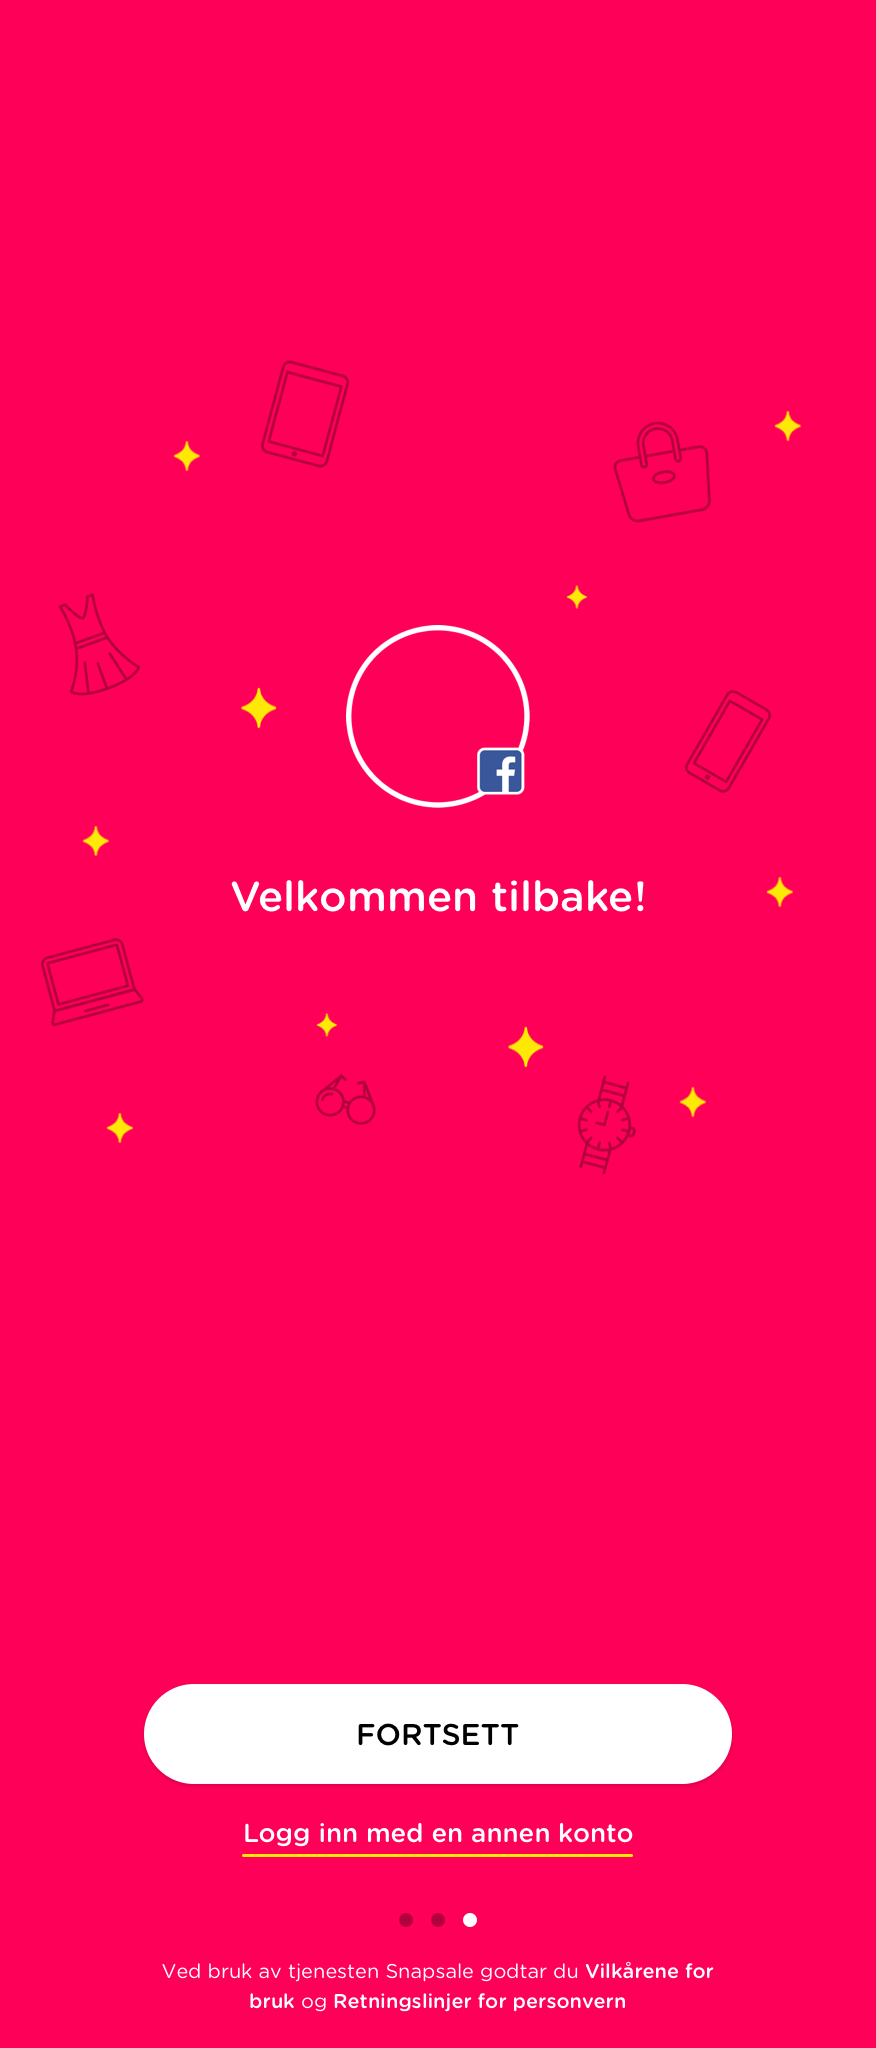 Velkommen tilbake!
FORTSETT
Logg inn med en annen konto
Ved bruk av tjenesten Snapsale godtar du Vilkårene for
bruk og Retningslinjer for personvern